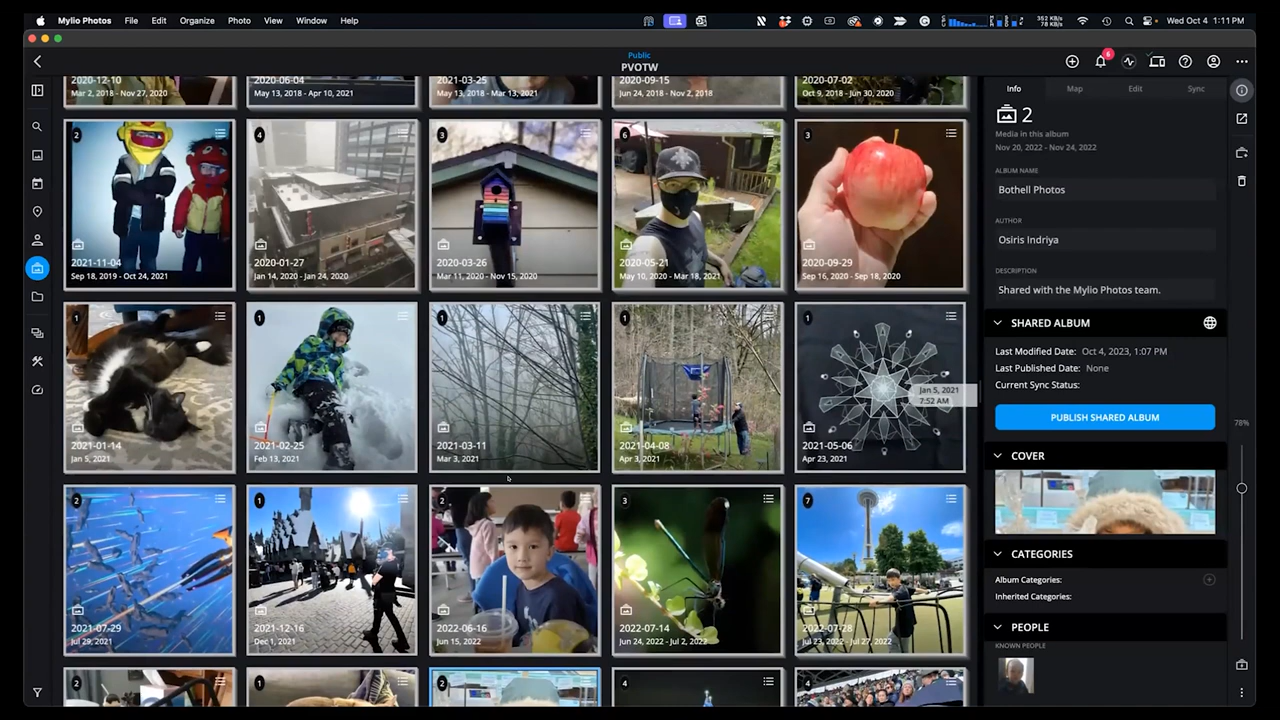 Mylio Photos File Edit Organize Photo View Window Help
352 KB/s
78 KB/s
Wed Oct 4 1:11 PM
Public
PVOTW
6
2020-12-10
Mar 2, 2018 - Nov 27, 2020
2020-06-04
May 13, 2018 - Apr 10, 2021
2021-03-25
May 13, 2018 - Mar 13, 2021
2020-09-15
Jun 24, 2018 - Nov 2, 2018
2020-07-02
Oct 9, 2018 - Jun 30, 2020
2
2021-11-04
Sep 18, 2019 - Oct 24, 2021
4
2020-01-27
Jan 14, 2020 - Jan 24, 2020
3
2020-03-26
Mar 11, 2020 - Nov 15, 2020
6
2020-05-21
May 10, 2020 - Mar 18, 2021
3
2020-09-29
Sep 16, 2020 - Sep 18, 2020
1
2021-01-14
Jan 5, 2021
1
2021-02-25
Feb 13, 2021
1
2021-03-11
Mar 3, 2021
1
2021-04-08
Apr 3, 2021
1
2021-05-06
Apr 23, 2021
Jan 5, 2021
7:52 AM
2
2021-07-29
Jul 29, 2021
1
2021-12-16
Dec 1, 2021
2
2022-06-16
Jun 15, 2022
3
2022-07-14
Jun 24, 2022 - Jul 2, 2022
7
2022-07-28
Jul 23, 2022 - Jul 27, 2022
2
1
2
4
4
Info Map Edit Sync
2
Media in this album
Nov 20, 2022 - Nov 24, 2022
ALBUM NAME
Bothell Photos
AUTHOR
Osiris Indriya
DESCRIPTION
Shared with the Mylio Photos team.
SHARED ALBUM
Last Modified Date: Oct 4, 2023, 1:07 PM
Last Published Date: None
Current Sync Status:
PUBLISH SHARED ALBUM
COVER
CATEGORIES
Album Categories:
Inherited Categories:
PEOPLE
KNOWN PEOPLE
78%